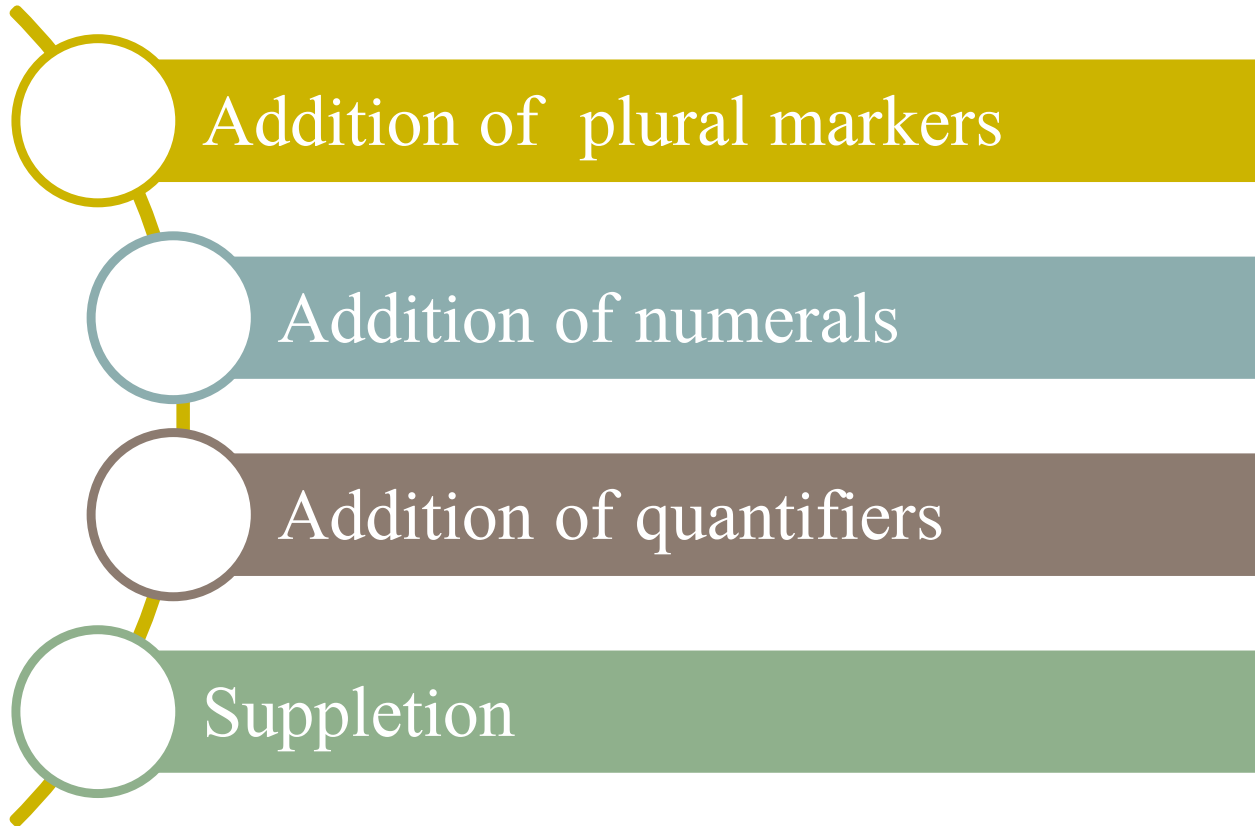 Addition of  plural markers
Addition of numerals
Addition of quantifiers
Suppletion